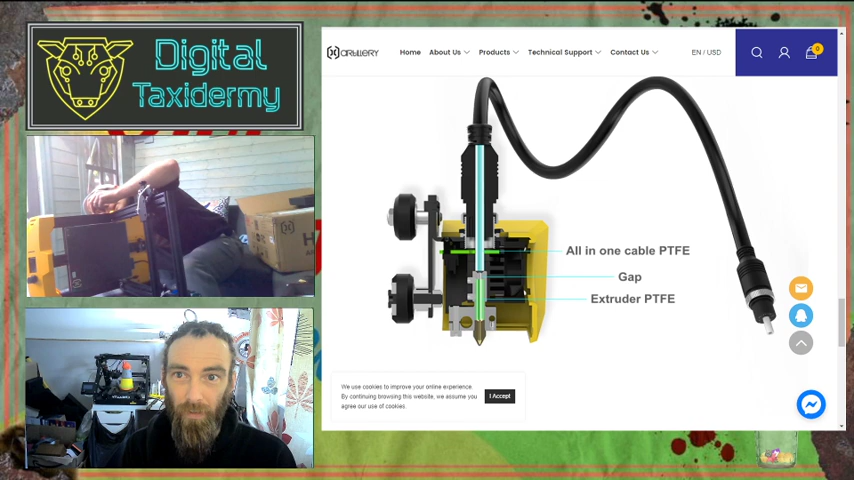 Digital
Taxidermy
ARTILLERY
Home
About Us
Products
Technical Support
Contact Us
EN / USD
0
All in one cable PTFE
Gap
Extruder PTFE
We use cookies to improve your online experience.
By continuing browsing this website, we assume you
agree our use of cookies.
I Accept